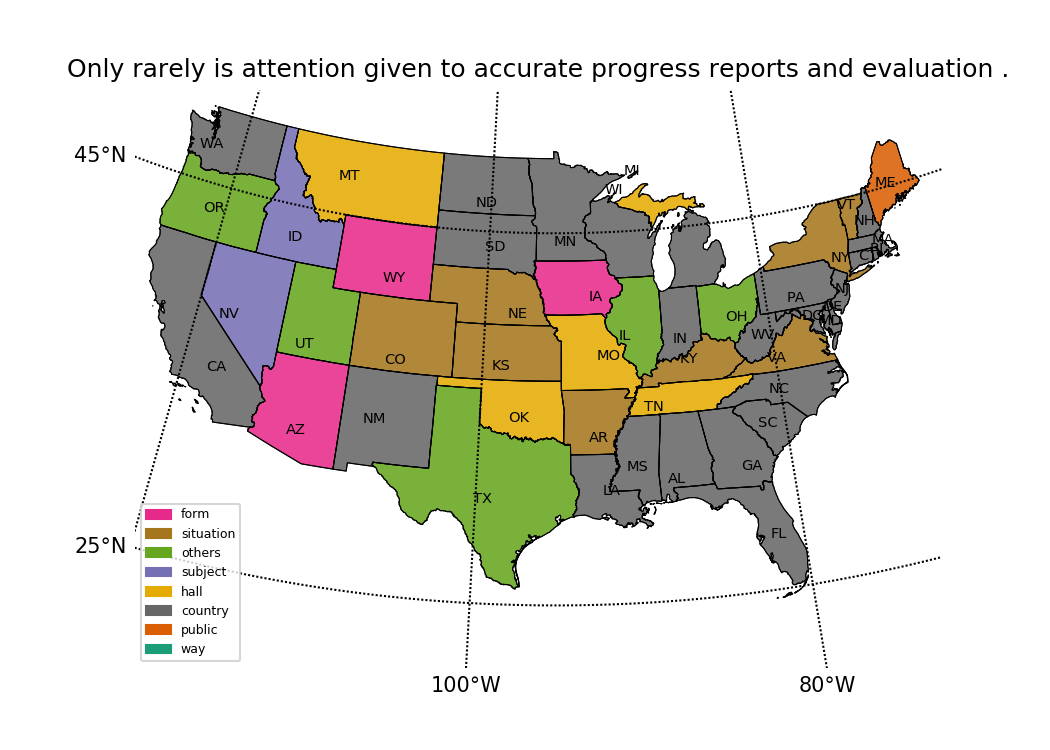 Only rarely is attention given to accurate progress reports and evaluation .
45°N
WA
MT
ND
MI
WI
ME
VT
NH
OR
ID
SD
MN
MA
RI
NY
CT
WY
IA
PA
NJ
NV
NE
OH
DE
DC
MD
UT
CO
KS
MO
IL
IN
WV
KY
VA
CA
AZ
NM
OK
AR
TN
NC
SC
TX
LA
MS
AL
GA
FL
25°N
form
situation
others
subject
hall
country
public
way
100°W
80°W